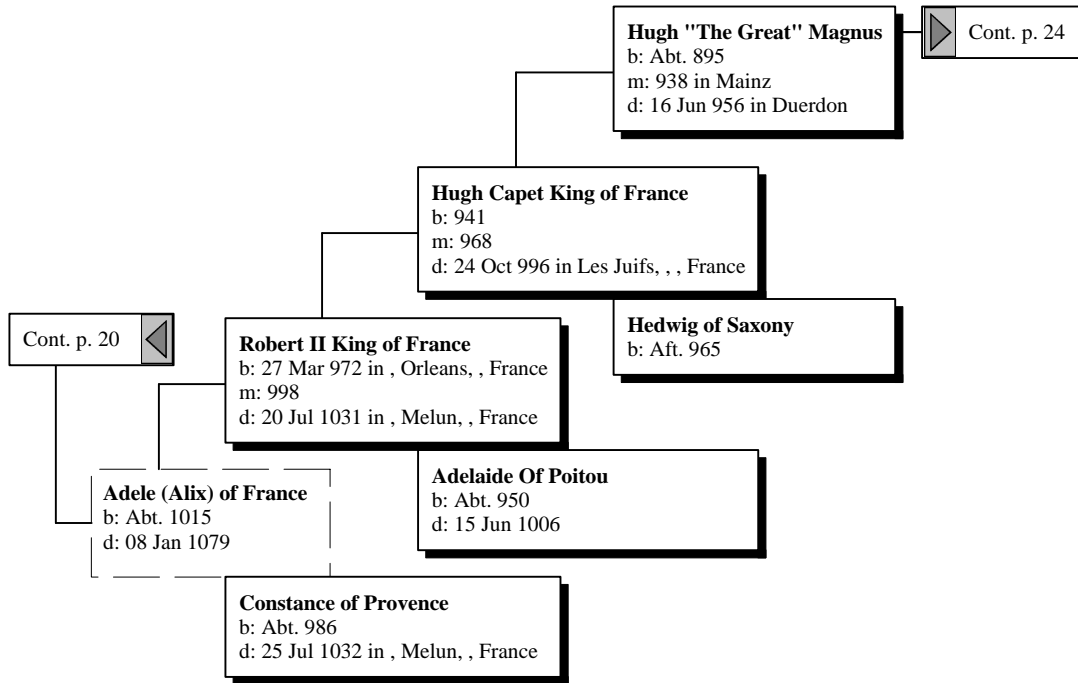 Hugh "The Great" Magnus
b: Abt. 895
m: 938 in Mainz
d: 16 Jun 956 in Duerdon
Cont. p. 24
Hugh Capet King of France
b: 941
m: 968
d: 24 Oct 996 in Les Juifs, , , France
Hedwig of Saxony
b: Aft. 965
Cont. p. 20
Robert II King of France
b: 27 Mar 972 in , Orleans, , France
m: 998
d: 20 Jul 1031 in , Melun, , France
Adelaide Of Poitou
b: Abt. 950
d: 15 Jun 1006
Adele (Alix) of France
b: Abt. 1015
d: 08 Jan 1079
Constance of Provence
b: Abt. 986
d: 25 Jul 1032 in , Melun, , France